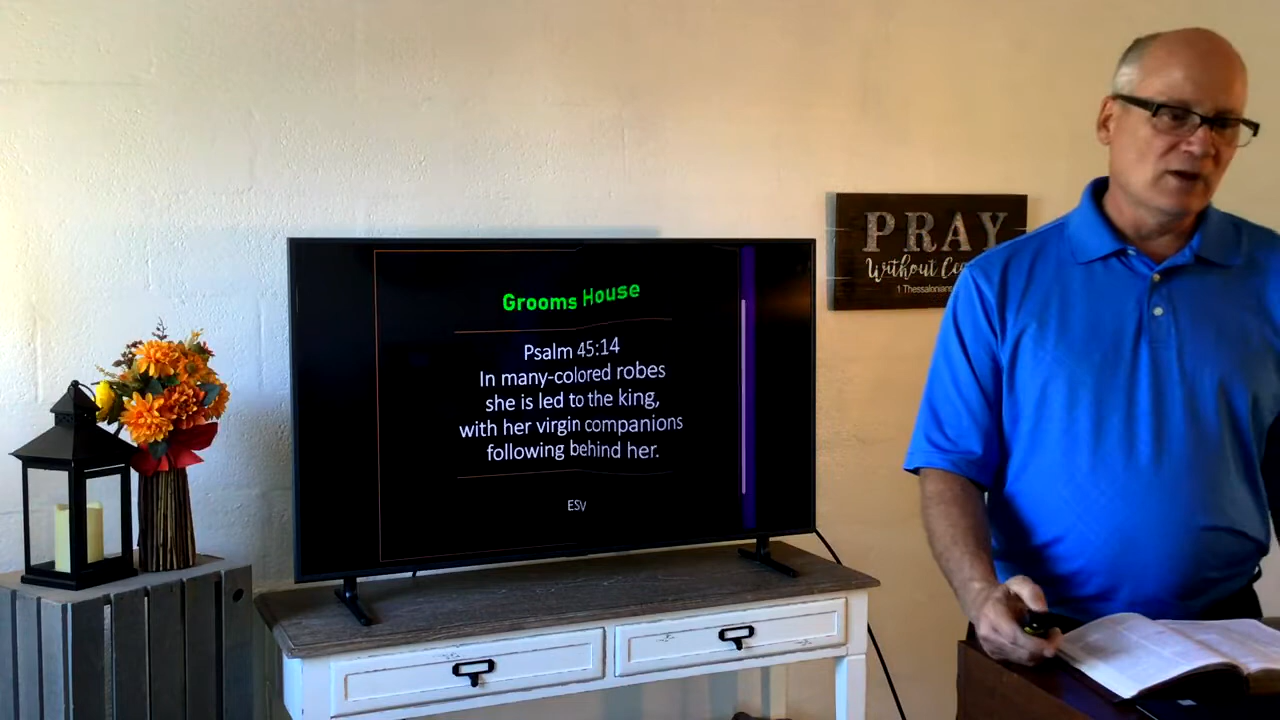 Grooms House
Psalm 45:14
In many-colored robes
she is led to the king,
with her virgin companions
following behind her.
ESV
PRAY
Without
1 Thessalonians